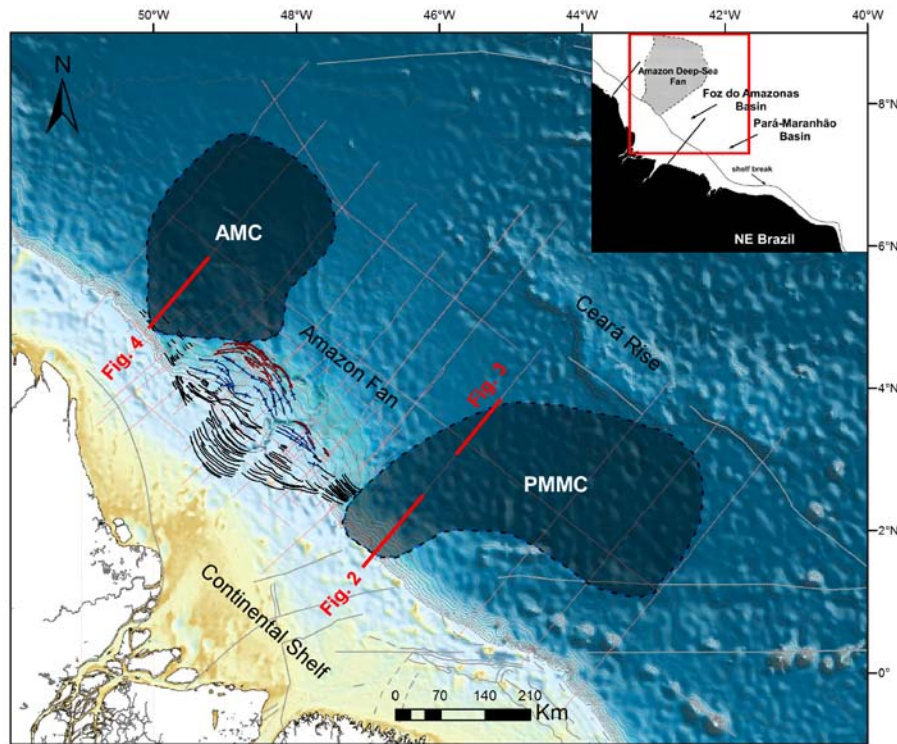 50°W
48°W
46°W
44°W
42°W
40°W
N
Amazon Deep-Sea
Fan
Foz do Amazonas
Basin
Pará-Maranhão
Basin
shelf break
NE Brazil
8°N
6°N
4°N
2°N
0°
AMC
Fig. 4
Amazon Fan
Ceará Rise
Fig. 3
PMMC
Fig. 2
Continental Shelf
0 70 140 210
Km